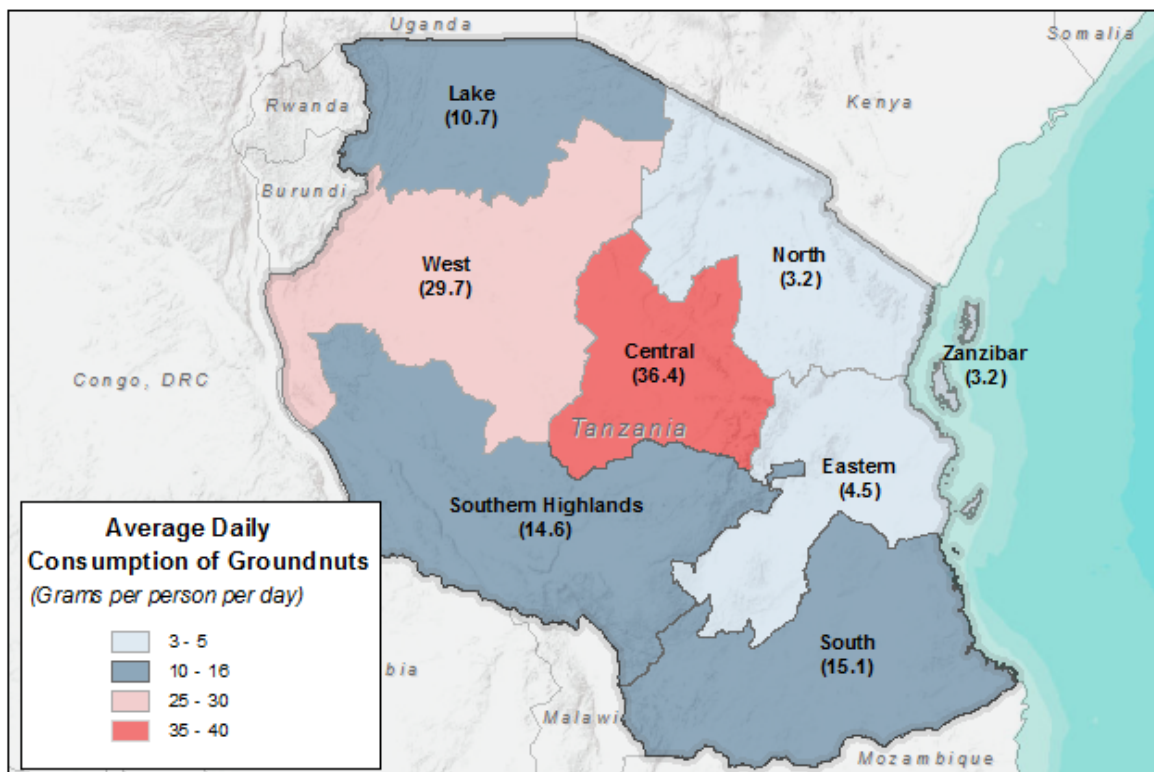 Uganda
Somalia
Lake
(10.7)
Rwanda
Kenya
Burundi
West
(29.7)
North
(3.2)
Central
(36.4)
Zanzibar
(3.2)
Congo, DRC
Tanzania
Eastern
(4.5)
Southern Highlands
(14.6)
Average Daily
Consumption of Groundnuts
(Grams per person per day)
3 - 5
10 - 16
25 - 30
35 - 40
South
(15.1)
bia
Malawi
Mozambique